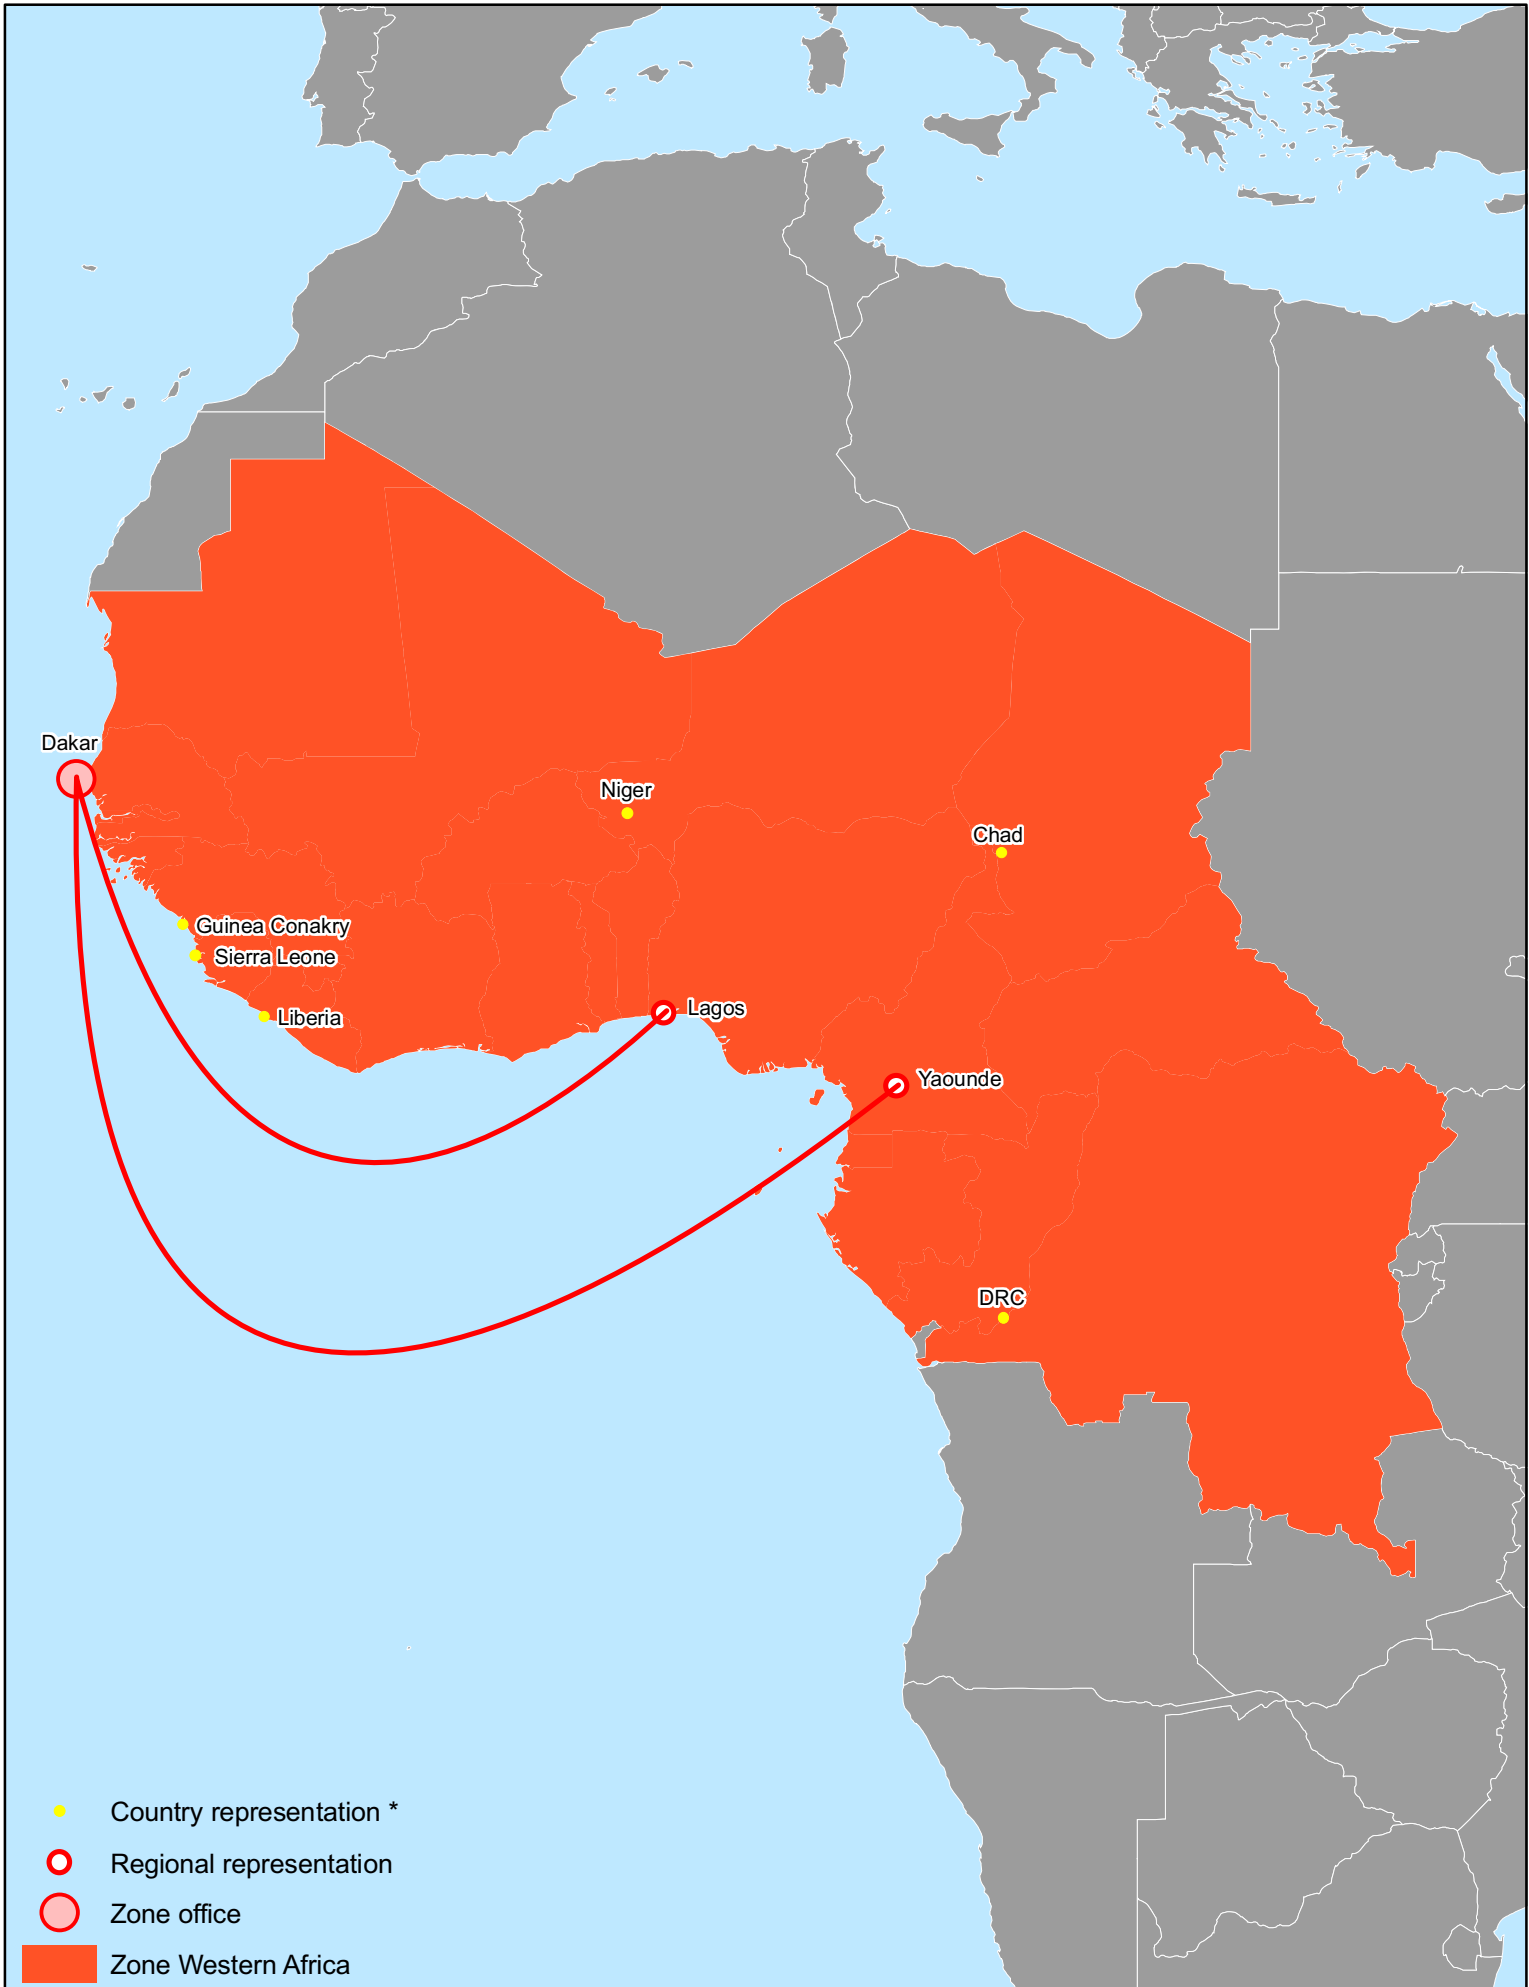 Dakar
Niger
Chad
Guinea Conakry
Sierra Leone
Lagos
Liberia
Yaounde
DRC
Country representation *
Regional representation
Zone office
Zone Western Africa